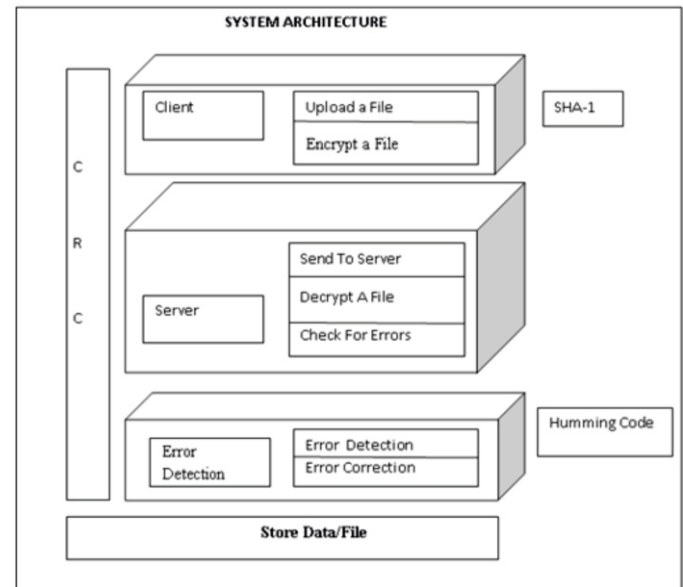 SYSTEM ARCHITECTURE
C
R
C
Client
Upload a File
Encrypt a File
SHA-1
Server
Send To Server
Decrypt A File
Check For Errors
Error
Detection
Error Detection
Error Correction
Humming Code
Store Data/File